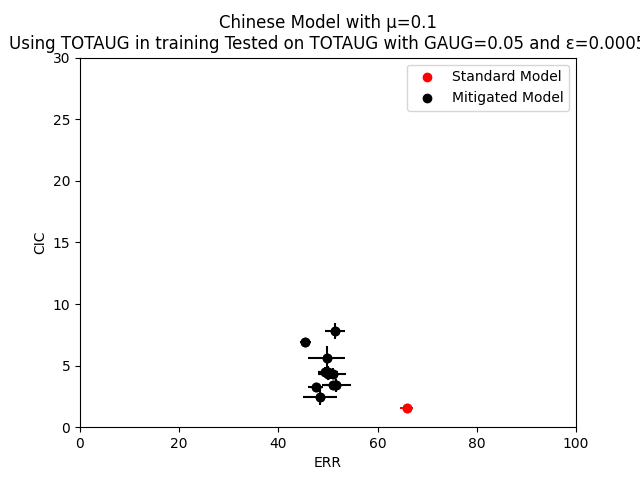 Chinese Model with μ=0.1
Using TOTAUG in training Tested on TOTAUG with GAUG=0.05 and ε=0.0005
Standard Model
Mitigated Model
30
25
20
15
10
5
0
CIC
0 20 40 60 80 100
ERR